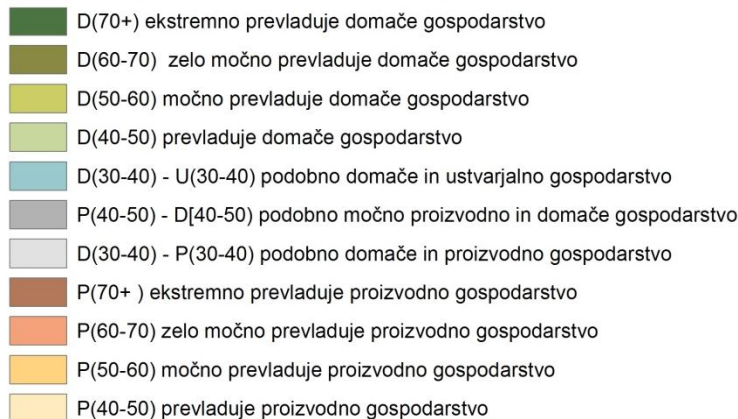 D(70+) ekstremno prevladuje domače gospodarstvo
D(60-70) zelo močno prevladuje domače gospodarstvo
D(50-60) močno prevladuje domače gospodarstvo
D(40-50) prevladuje domače gospodarstvo
D(30-40) - U(30-40) podobno domače in ustvarjalno gospodarstvo
P(40-50) - D[40-50) podobno močno proizvodno in domače gospodarstvo
D(30-40) - P(30-40) podobno domače in proizvodno gospodarstvo
P(70+ ) ekstremno prevladuje proizvodno gospodarstvo
P(60-70) zelo močno prevladuje proizvodno gospodarstvo
P(50-60) močno prevladuje proizvodno gospodarstvo
P(40-50) prevladuje proizvodno gospodarstvo